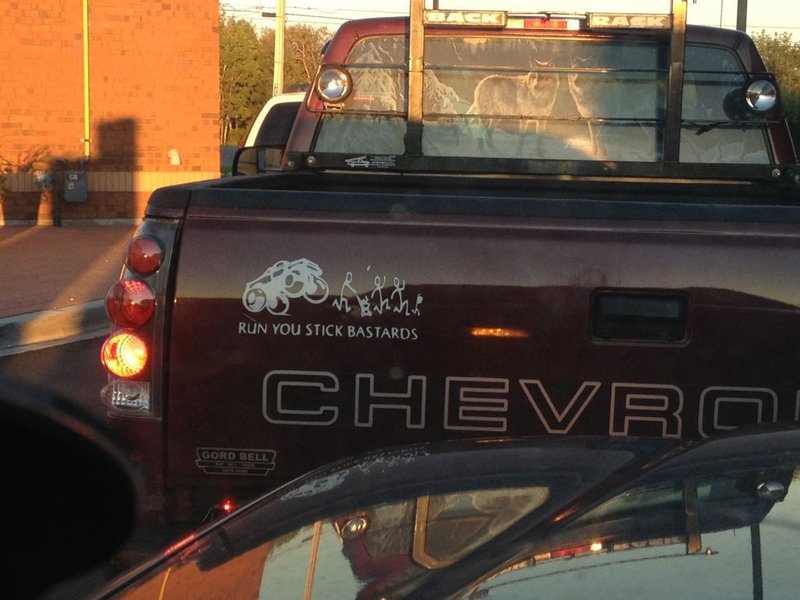 BACK RACK
RUN YOU STICK BASTARDS
CHEVRO
GORD BELL